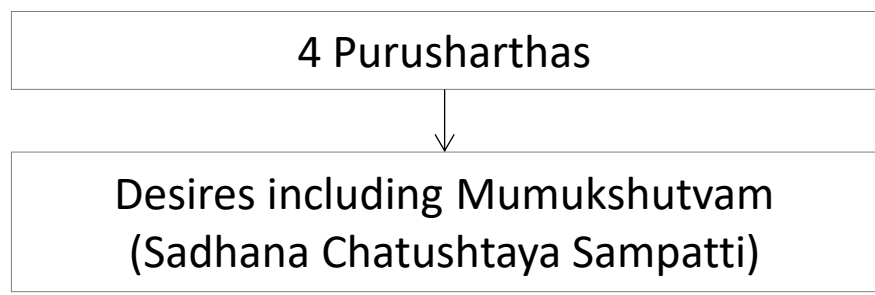 4 Purusharthas
Desires including Mumukshutvam
(Sadhana Chatushtaya Sampatti)